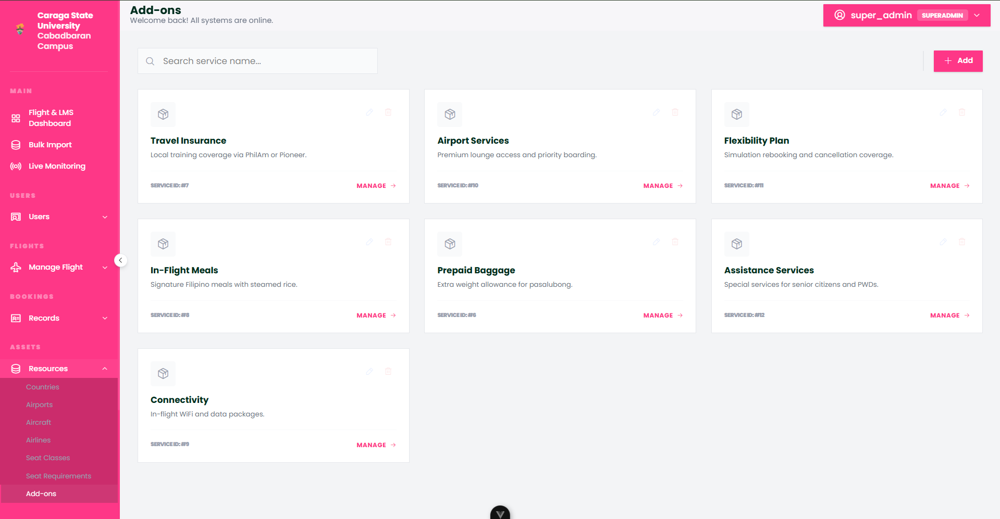 Caraga State
University
Cabadbaran
Campus
MAIN
Flight & LMS
Dashboard
Bulk Import
Live Monitoring
USERS
Users
FLIGHTS
Manage Flight
BOOKINGS
Records
ASSETS
Resources
Countries
Airports
Aircraft
Airlines
Seat Classes
Seat Requirements
Add-ons
Add-ons
Welcome back! All systems are online.
super_admin SUPERADMIN
Search service name...
Add
Travel Insurance
Local training coverage via PhilAm or Pioneer.
SERVICE ID: #7
MANAGE
Airport Services
Premium lounge access and priority boarding.
SERVICE ID: #10
MANAGE
Flexibility Plan
Simulation rebooking and cancellation coverage.
SERVICE ID: #11
MANAGE
In-Flight Meals
Signature Filipino meals with steamed rice.
SERVICE ID: #8
MANAGE
Prepaid Baggage
Extra weight allowance for pasalubong.
SERVICE ID: #6
MANAGE
Assistance Services
Special services for senior citizens and PWDs.
SERVICE ID: #12
MANAGE
Connectivity
In-flight WiFi and data packages.
SERVICE ID: #9
MANAGE